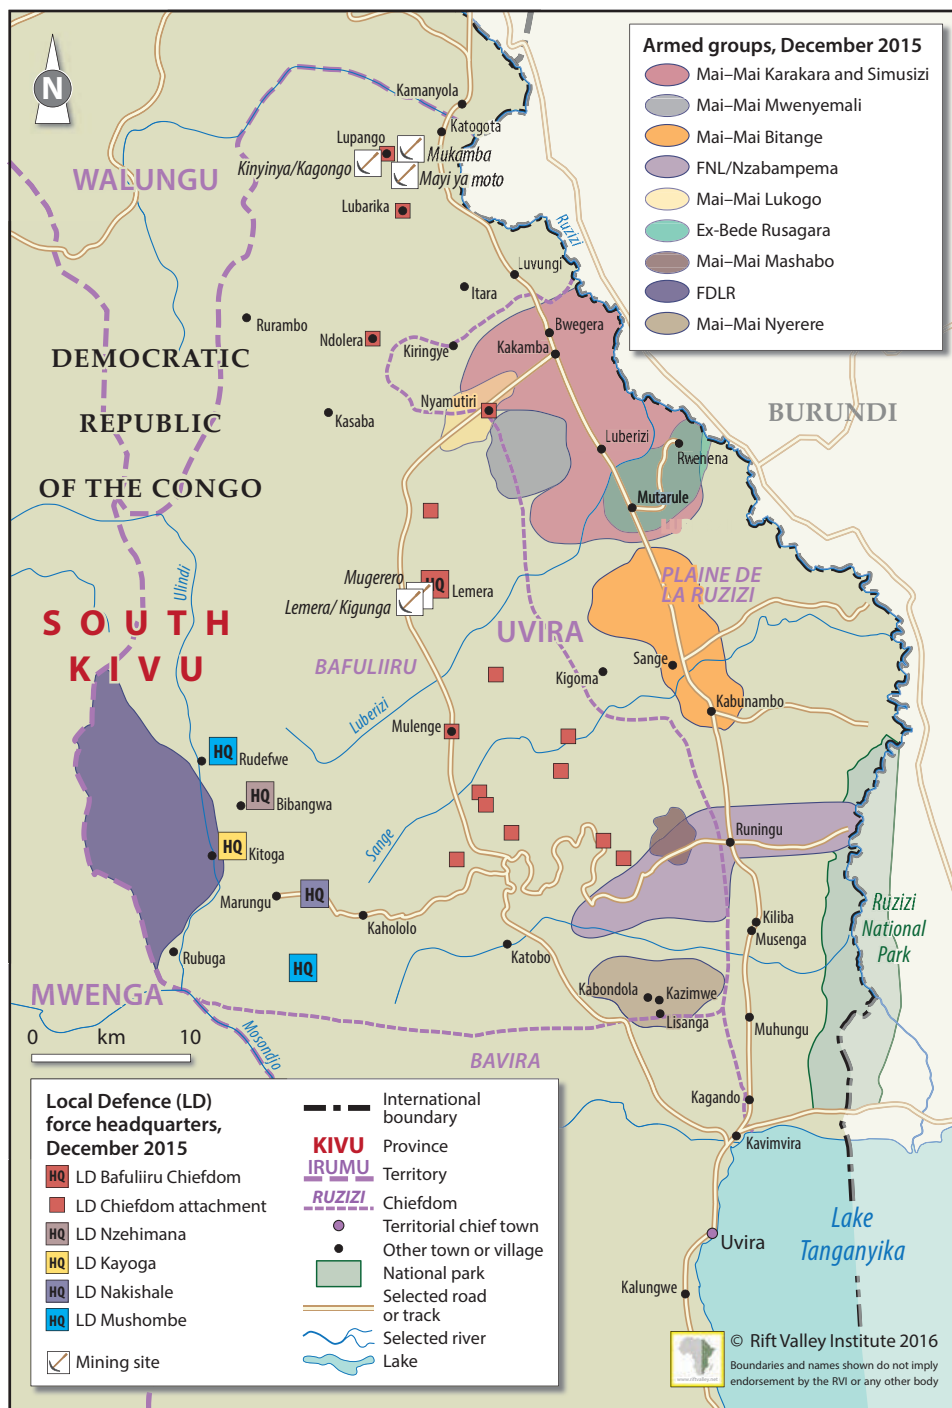 N
Armed groups, December 2015
Mai–Mai Karakara and Simusizi
Mai–Mai Mwenyemali
Mai–Mai Bitange
FNL/Nzabampema
Mai–Mai Lukogo
Ex-Bede Rusagara
Mai–Mai Mashabo
FDLR
Mai–Mai Nyerere
Kamanyola
Katogota
Lupango
Mukamba
Kinyinya/Kagongo
Mayi ya moto
WALUNGU
Lubarika
Ruzizi
Luvungi
Itara
Rurambo
Bwegera
Ndolera
Kiringye
Kakamba
DEMOCRATIC
REPUBLIC
OF THE CONGO
BURUNDI
Nyamutiri
Kasaba
Luberizi
Rwenena
Mutarule
Ulindi
Mugerero
HQ
Lemera
Lemera/ Kigunga
PLAINE DE
LA RUZIZI
SOUTH
KIVU
UVIRA
BAFULIIRU
Sange
Kigoma
Luberizi
Kabunambo
Mulenge
HQ
Rudefwe
HQ
Bibangwa
Sange
Runingu
HQ
Kitoga
Marungu
HQ
Kahololo
Ruzizi
National
Park
Kiliba
Musenga
Katobo
Rubuga
HQ
MWENGA
Kabondola
Kazimwe
Lisanga
Muhungu
Mosondjo
0 km 10
BAVIRA
Kagando
Kavimvira
Lake
Tanganyika
Uvira
Kalungwe
Local Defence (LD)
force headquarters,
December 2015
HQ LD Bafuliiru Chiefdom
LD Chiefdom attachment
HQ LD Nzehimana
HQ LD Kayoga
HQ LD Nakishale
HQ LD Mushombe
Mining site
International
boundary
KIVU Province
IRUMU Territory
RUZIZI Chiefdom
Territorial chief town
Other town or village
National park
Selected road
or track
Selected river
Lake
© Rift Valley Institute 2016
Boundaries and names shown do not imply
endorsement by the RVI or any other body
www.riftvalley.net